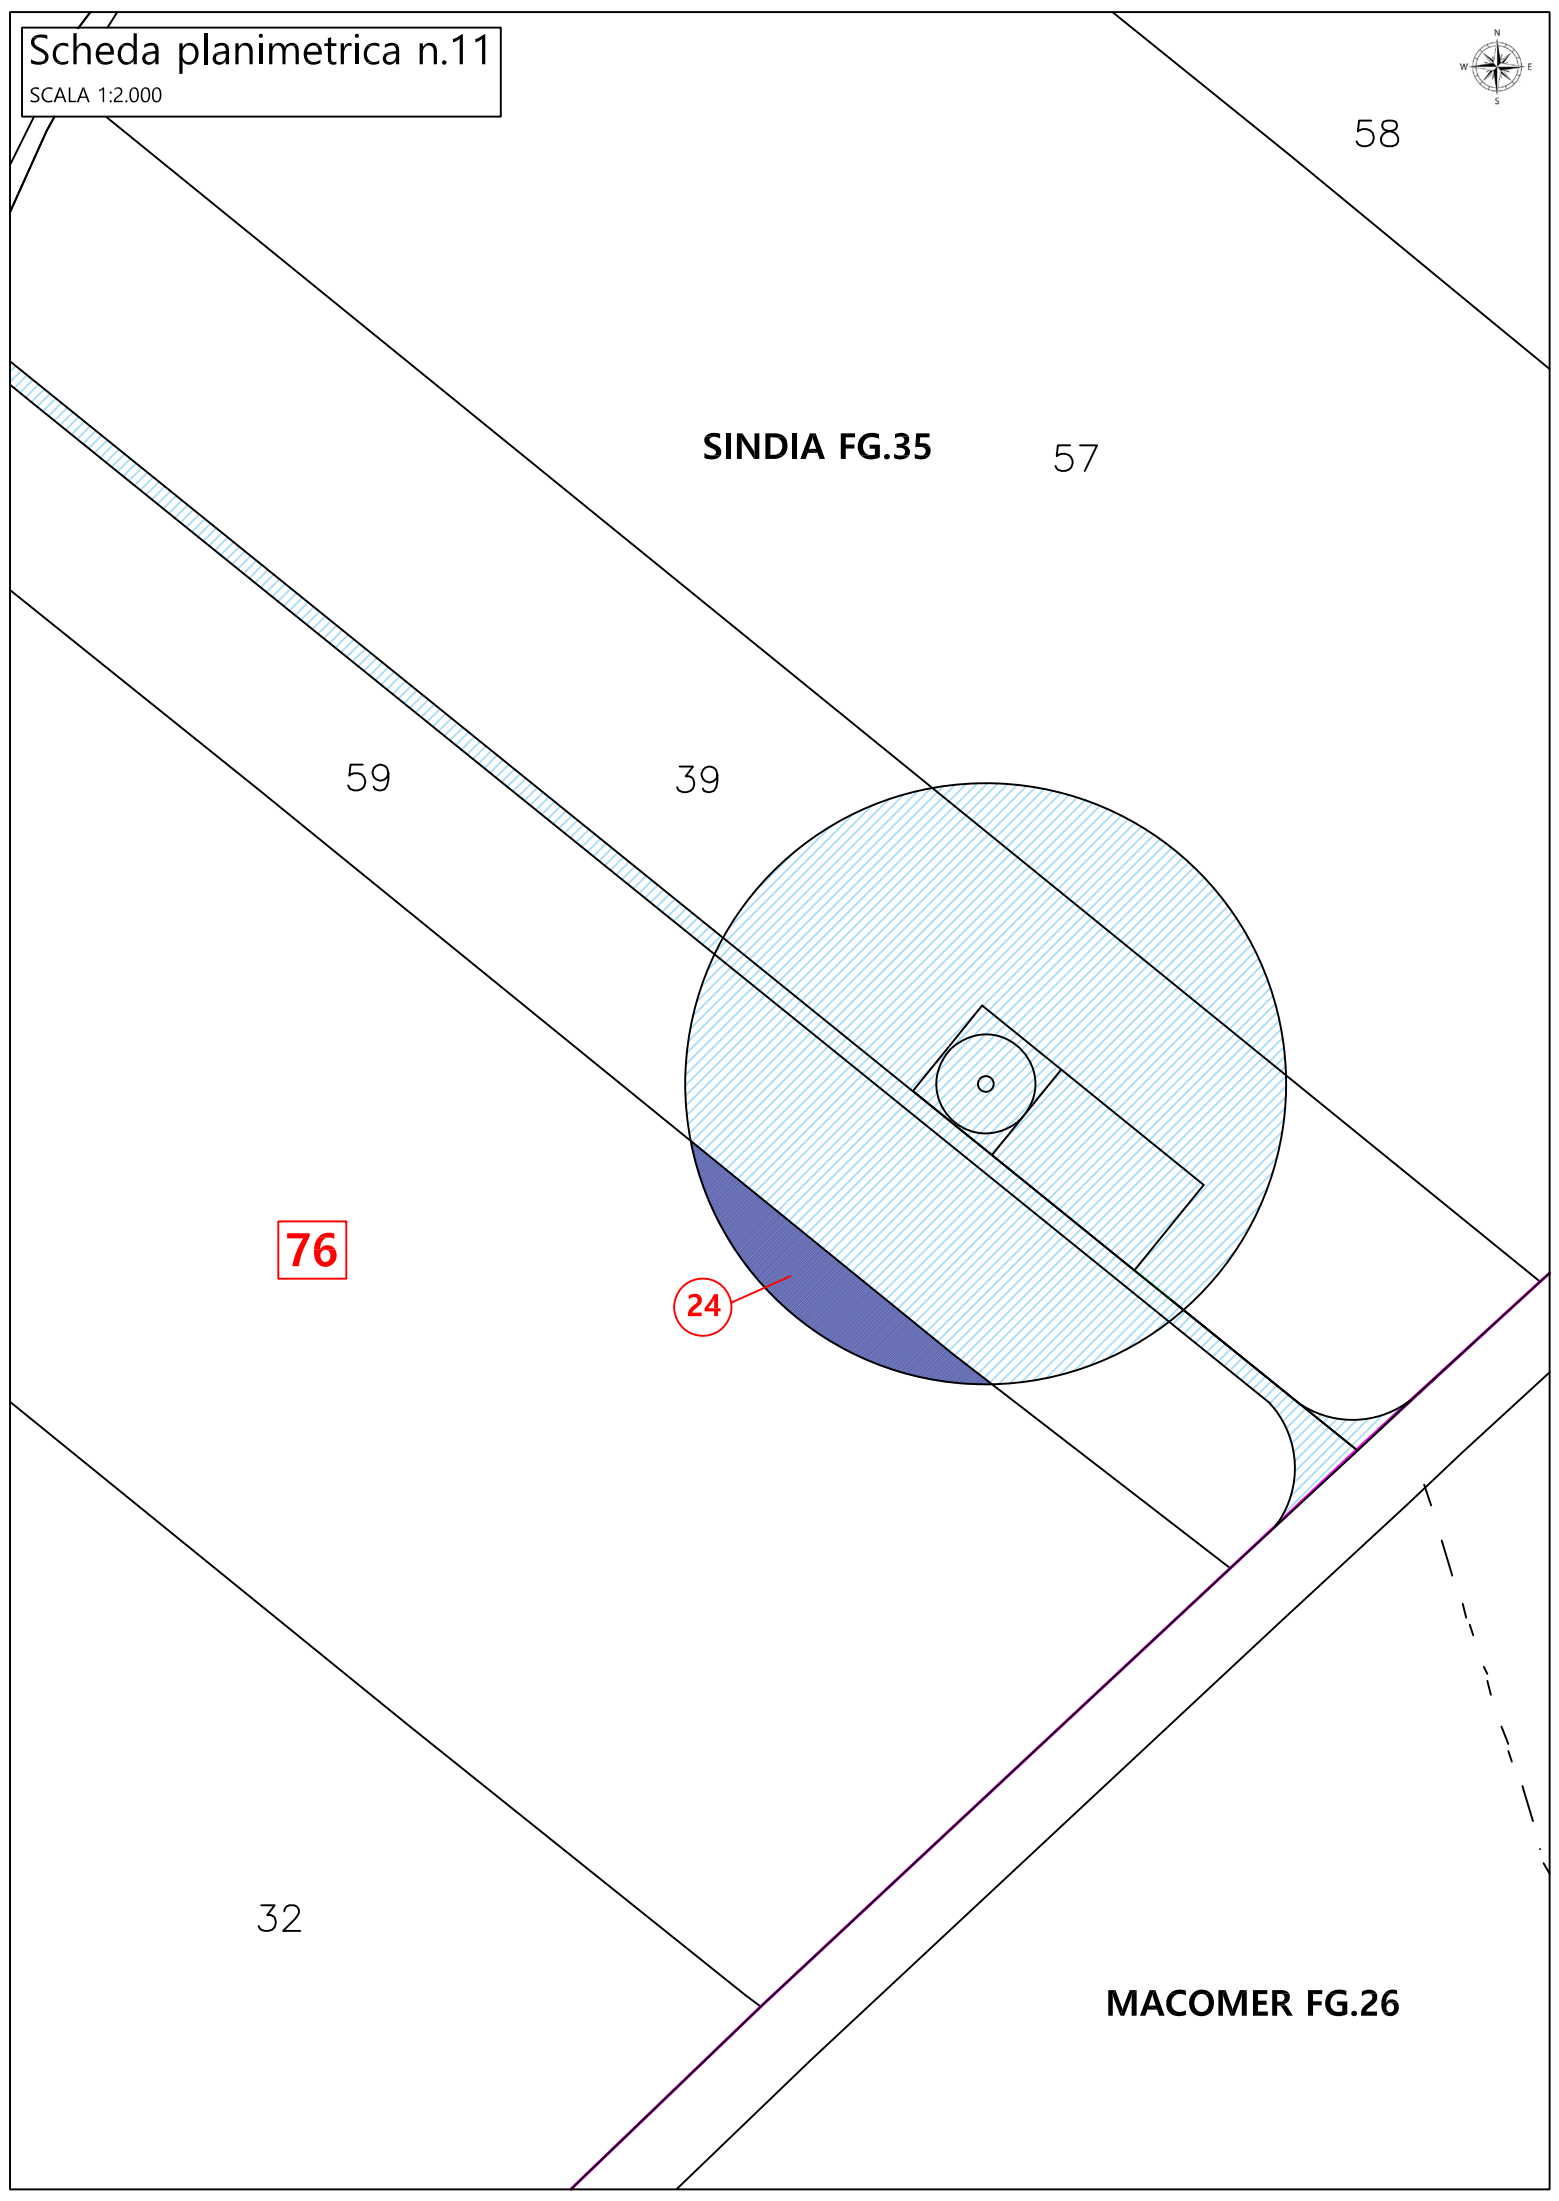 Scheda planimetrica n.11
SCALA 1:2.000
N
W E
S
58
SINDIA FG.35
57
59
39
76
24
32
MACOMER FG.26